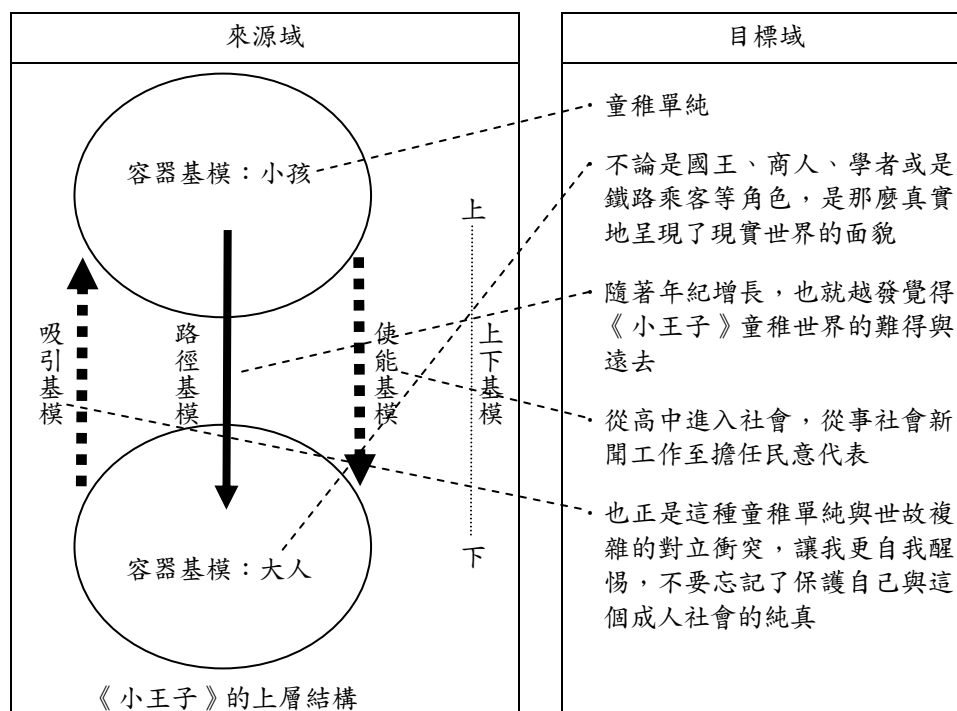 來源域
容器基模：小孩
上
吸引基模
路徑基模
使能基模
上下基模
下
容器基模：大人
《小王子》的上層結構
目標域
·童稚單純
·不論是國王、商人、學者或是
鐵路乘客等角色，是那麼真實
地呈現了現實世界的面貌
·隨著年紀增長，也就越發覺得
《小王子》童稚世界的難得與
遠去
·從高中進入社會，從事社會新
聞工作至擔任民意代表
·也正是這種童稚單純與世故複
雜的對立衝突，讓我更自我醒
惕，不要忘記了保護自己與這
個成人社會的純真